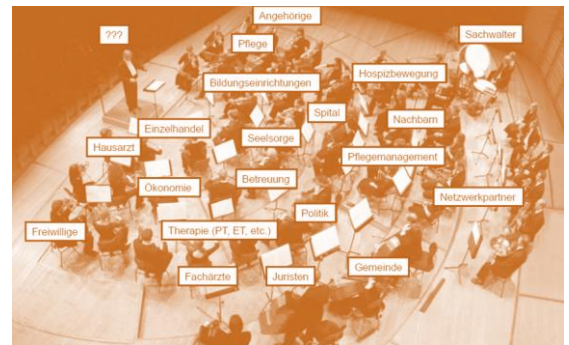 Angehörige
???
Sachwalter
Pflege
Hospizbewegung
Bildungseinrichtungen
Spital
Nachbarn
Einzelhandel
Seelsorge
Hausarzt
Pflegemanagement
Betreuung
Ökonomie
Netzwerkpartner
Politik
Freiwillige
Therapie (PT, ET, etc.)
Gemeinde
Fachärzte
Juristen